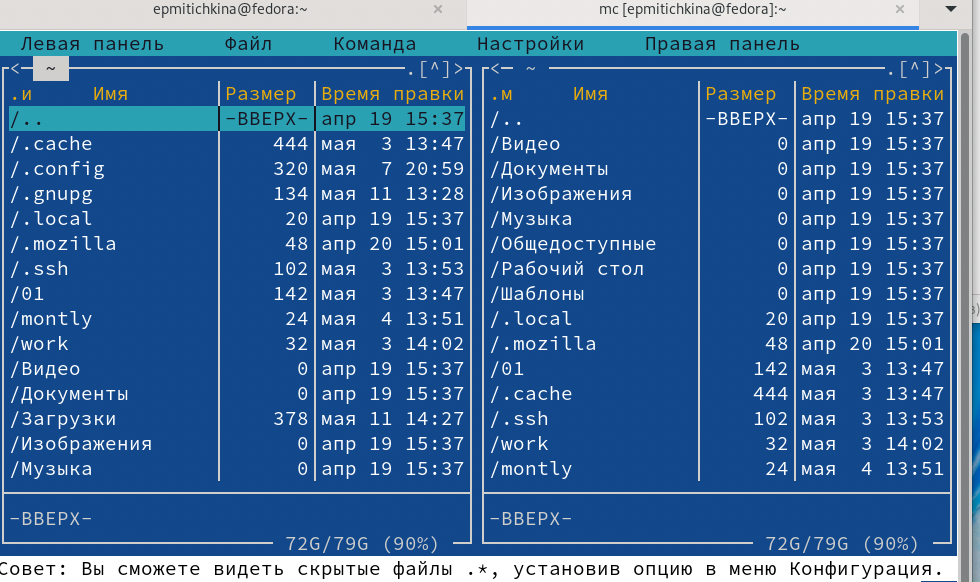 epmitichkina@fedora:~ × mc [epmitichkina@fedora]:~ ×
Левая панель Файл Команда Настройки Правая панель
<─ ~ .[^]> <─ ~ .[^]>
.и Имя Размер Время правки .м Имя Размер Время правки
/.. -ВВЕРХ- апр 19 15:37 /.. -ВВЕРХ- апр 19 15:37
/.cache 444 мая 3 13:47 /Видео 0 апр 19 15:37
/.config 320 мая 7 20:59 /Документы 0 апр 19 15:37
/.gnupg 134 мая 11 13:28 /Изображения 0 апр 19 15:37
/.local 20 апр 19 15:37 /Музыка 0 апр 19 15:37
/.mozilla 48 апр 20 15:01 /Общедоступные 0 апр 19 15:37
/.ssh 102 мая 3 13:53 /Рабочий стол 0 апр 19 15:37
/01 142 мая 3 13:47 /Шаблоны 0 апр 19 15:37
/montly 24 мая 4 13:51 /.local 20 апр 19 15:37
/work 32 мая 3 14:02 /.mozilla 48 апр 20 15:01
/Видео 0 апр 19 15:37 /01 142 мая 3 13:47
/Документы 0 апр 19 15:37 /.cache 444 мая 3 13:47
/Загрузки 378 мая 11 14:27 /.ssh 102 мая 3 13:53
/Изображения 0 апр 19 15:37 /work 32 мая 3 14:02
/Музыка 0 апр 19 15:37 /montly 24 мая 4 13:51
-ВВЕРХ- -ВВЕРХ-
72G/79G (90%) 72G/79G (90%)
Совет: Вы сможете видеть скрытые файлы .*, установив опцию в меню Конфигурация.